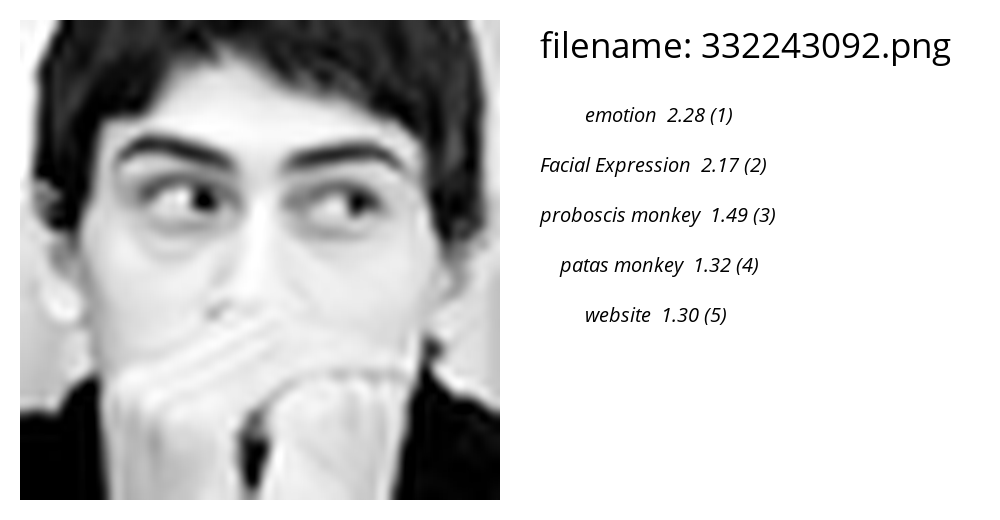 filename: 332243092.png
emotion 2.28 (1)
Facial Expression 2.17 (2)
proboscis monkey 1.49 (3)
patas monkey 1.32 (4)
website 1.30 (5)